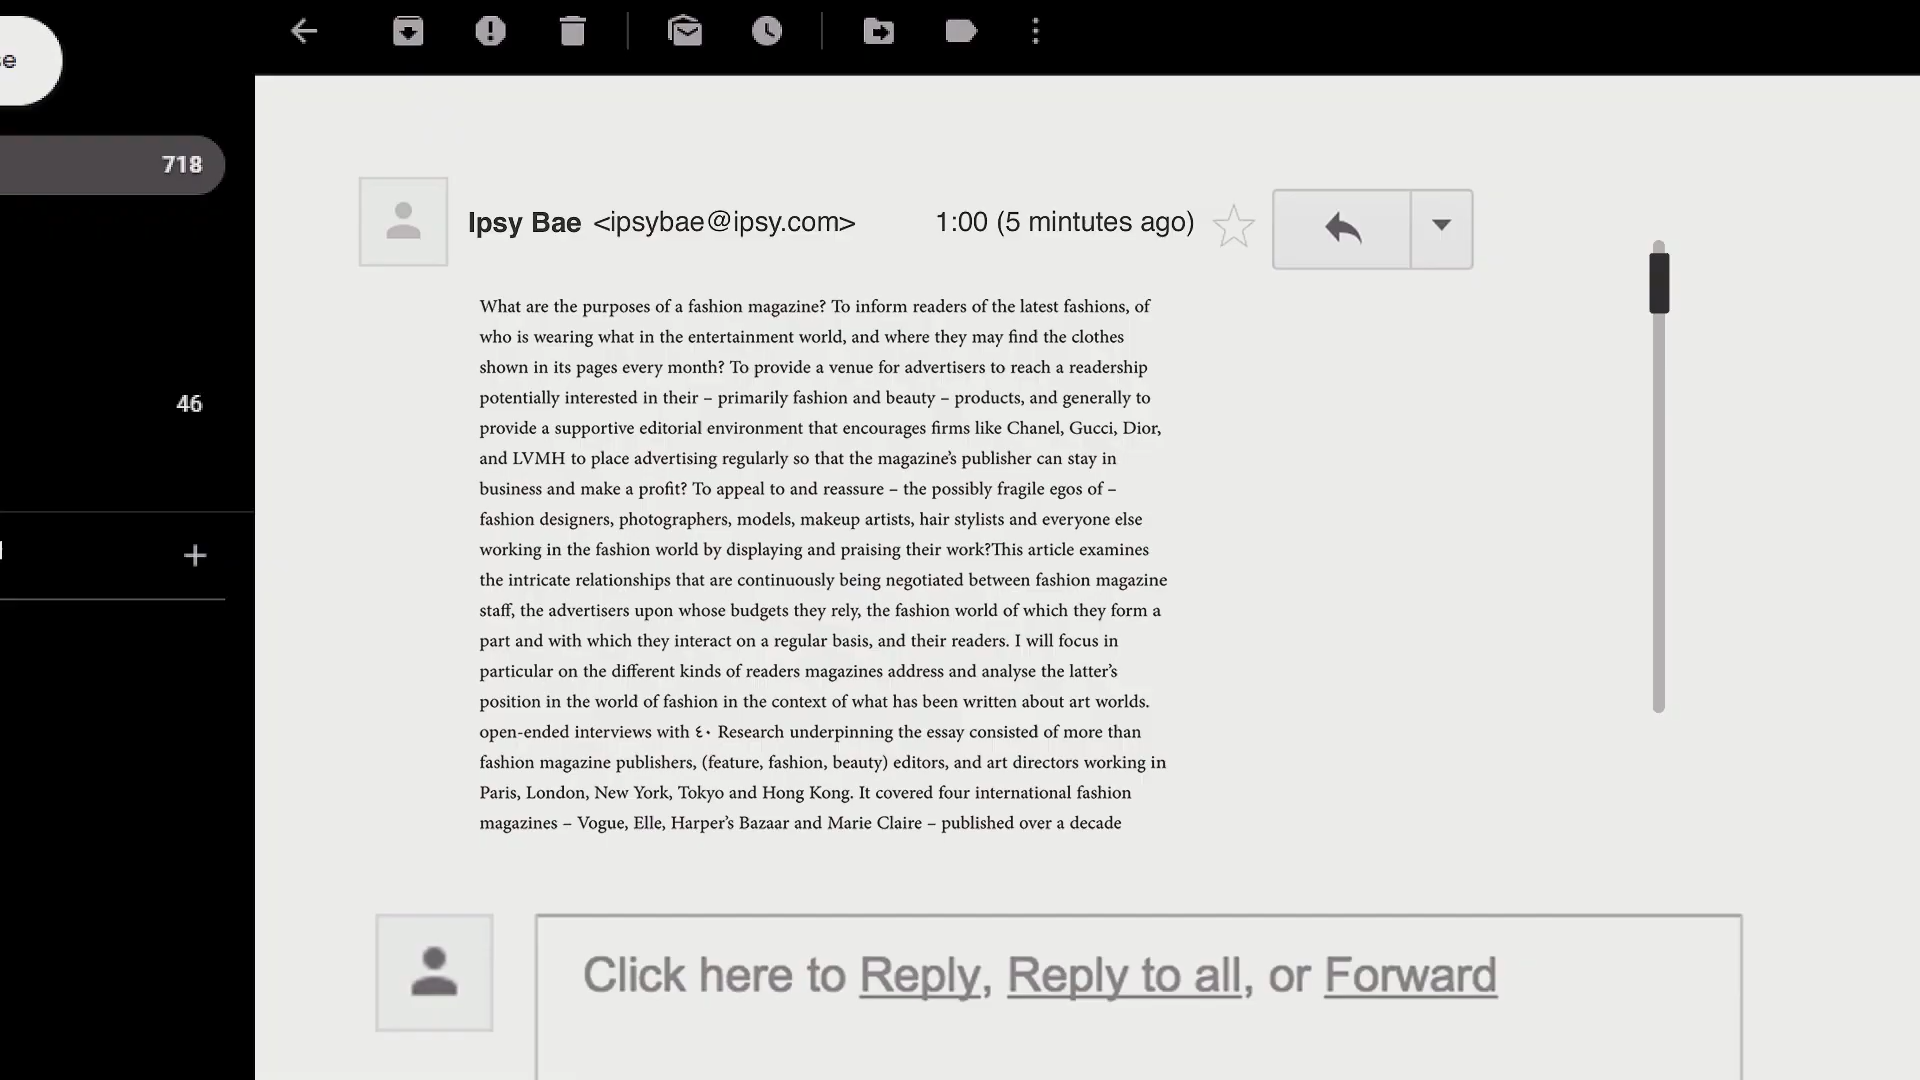 se
718
46
Ipsy Bae <ipsybae@ipsy.com> 1:00 (5 mintutes ago)
What are the purposes of a fashion magazine? To inform readers of the latest fashions, of
who is wearing what in the entertainment world, and where they may find the clothes
shown in its pages every month? To provide a venue for advertisers to reach a readership
potentially interested in their – primarily fashion and beauty – products, and generally to
provide a supportive editorial environment that encourages firms like Chanel, Gucci, Dior,
and LVMH to place advertising regularly so that the magazine’s publisher can stay in
business and make a profit? To appeal to and reassure – the possibly fragile egos of –
fashion designers, photographers, models, makeup artists, hair stylists and everyone else
working in the fashion world by displaying and praising their work?This article examines
the intricate relationships that are continuously being negotiated between fashion magazine
staff, the advertisers upon whose budgets they rely, the fashion world of which they form a
part and with which they interact on a regular basis, and their readers. I will focus in
particular on the different kinds of readers magazines address and analyse the latter’s
position in the world of fashion in the context of what has been written about art worlds.
open-ended interviews with ٤٠ Research underpinning the essay consisted of more than
fashion magazine publishers, (feature, fashion, beauty) editors, and art directors working in
Paris, London, New York, Tokyo and Hong Kong. It covered four international fashion
magazines – Vogue, Elle, Harper’s Bazaar and Marie Claire – published over a decade
Click here to Reply, Reply to all, or Forward